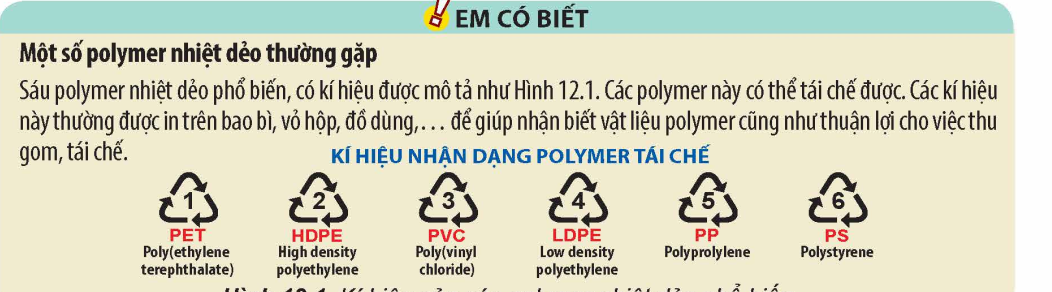 EM CÓ BIẾT
Một số polymer nhiệt dẻo thường gặp
Sáu polymer nhiệt dẻo phổ biến, có kí hiệu được mô tả như Hình 12.1. Các polymer này có thể tái chế được. Các kí hiệu
này thường được in trên bao bì, vỏ hộp, đồ dùng,… để giúp nhận biết vật liệu polymer cũng như thuận lợi cho việc thu
gom, tái chế.
KÍ HIỆU NHẬN DẠNG POLYMER TÁI CHẾ
1 2 3 4 5 6
PET HDPE PVC LDPE PP PS
Poly(ethylene High density Poly(vinyl Low density Polyprolylene Polystyrene
terephthalate) polyethylene chloride) polyethylene